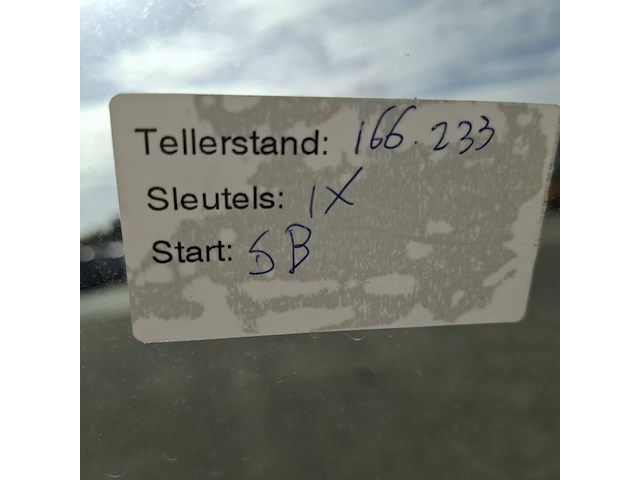 Tellerstand: 166.233
Sleutels: 1X
Start: SB